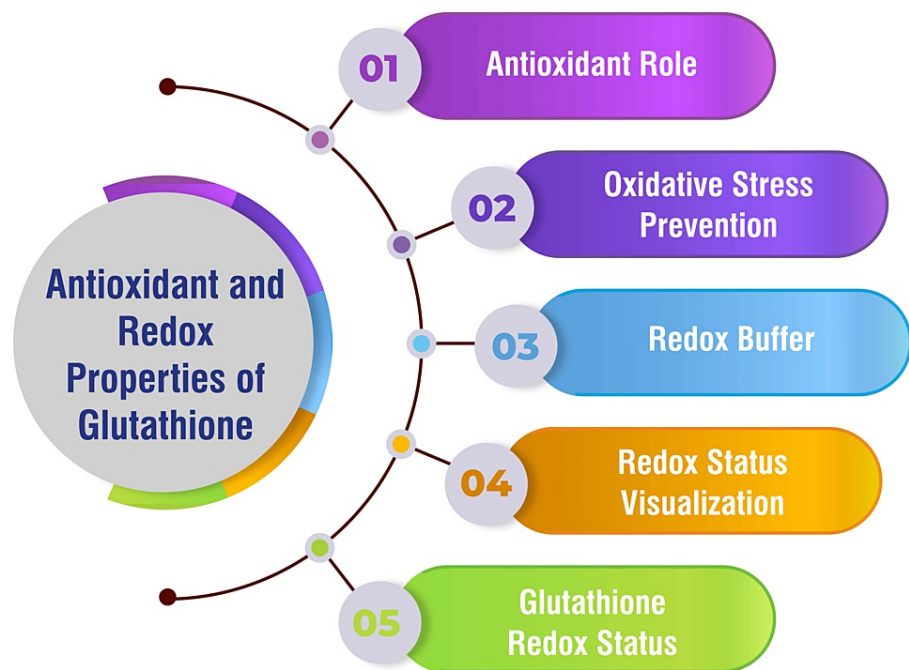 Antioxidant and
Redox
Properties of
Glutathione
01
Antioxidant Role
02
Oxidative Stress
Prevention
03
Redox Buffer
04
Redox Status
Visualization
05
Glutathione
Redox Status